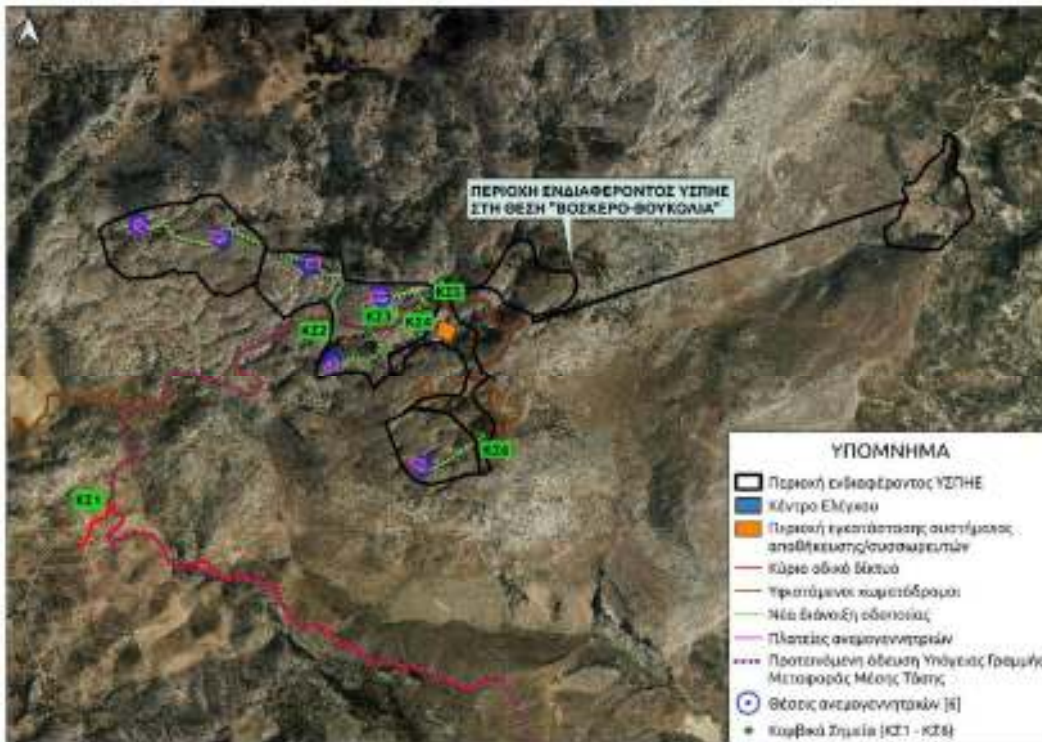 ΠΕΡΙΟΧΗ ΕΝΔΙΑΦΕΡΟΝΤΟΣ ΥΣΠΗΕ
ΣΤΗ ΘΕΣΗ "ΒΟΣΚΕΡΟ-ΒΟΥΚΟΛΙΑ"
ΚΣ5
ΚΣ3
ΚΣ4
ΚΣ2
ΚΣ6
ΚΣ1
ΥΠΟΜΝΗΜΑ
Περιοχή ενδιαφέροντος ΥΣΠΗΕ
Κέντρο Ελέγχου
Περιοχή εγκατάστασης συστήματος
αποθήκευσης/συσσωρευτών
Κύριο οδικό δίκτυο
Υφιστάμενοι χωματόδρομοι
Νέα διάνοιξη οδοποιίας
Πλατείες ανεμογεννητριών
Προτεινόμενη όδευση Υπόγειας Γραμμής
Μεταφοράς Μέσης Τάσης
Θέσεις ανεμογεννητριών [6]
Κομβικά Σημεία (ΚΣ1 - ΚΣ6)